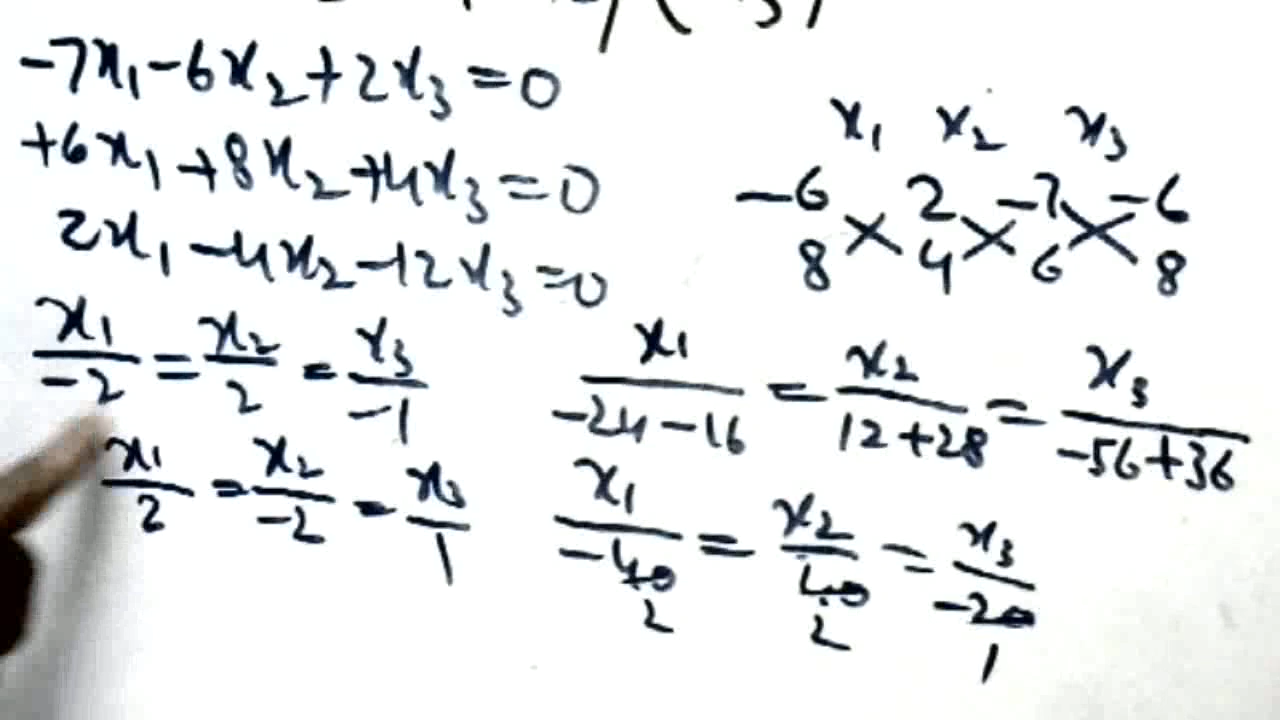 -7x₁-6x₂+2x₃=0
+6x₁+8x₂+4x₃=0
2x₁-4x₂-12x₃=0
x₁/-2 = x₂/2 = x₃/-1
x₁/2 = x₂/-2 = x₃/1
x₁ x₂ x₃
-6 2 -7 -6
8 4 6 8
x₁/-24-16 = x₂/12+28 = x₃/-56+36
x₁/-40 = x₂/40 = x₃/-20
2 2 1